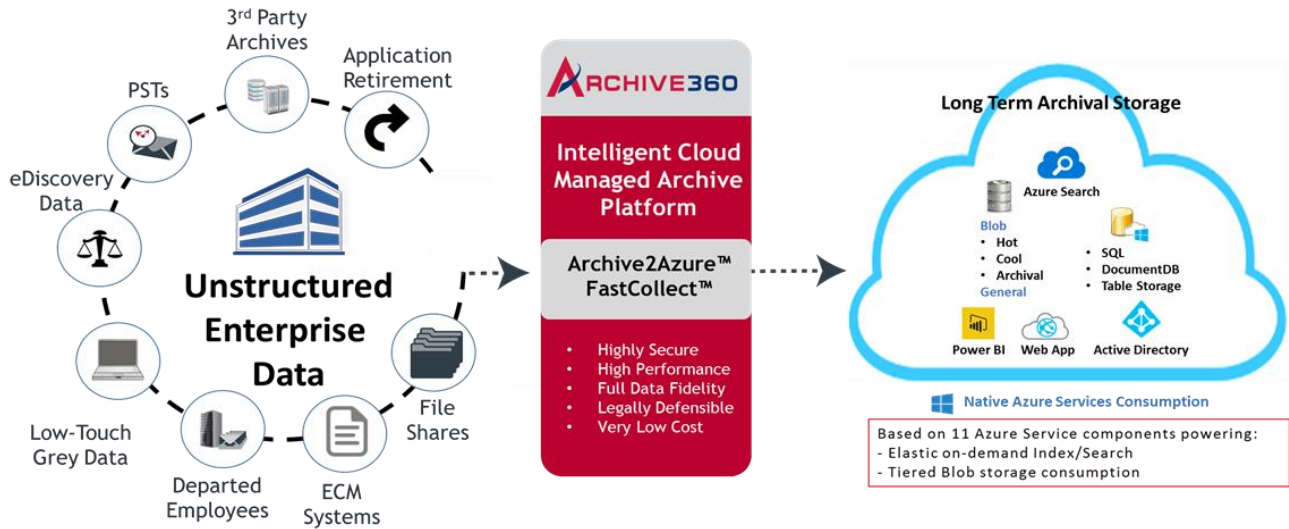 3rd Party
Archives
Application
Retirement
PSTs
eDiscovery
Data
Unstructured
Enterprise
Data
Low-Touch
Grey Data
Departed
Employees
ECM
Systems
File
Shares
ARCHIVE360
Intelligent Cloud
Managed Archive
Platform
Archive2Azure™
FastCollect™
• Highly Secure
• High Performance
• Full Data Fidelity
• Legally Defensible
• Very Low Cost
Long Term Archival Storage
Azure Search
Blob
• Hot
• Cool
• Archival
General
• SQL
• DocumentDB
• Table Storage
Power BI
Web App
Active Directory
Native Azure Services Consumption
Based on 11 Azure Service components powering:
- Elastic on-demand Index/Search
- Tiered Blob storage consumption